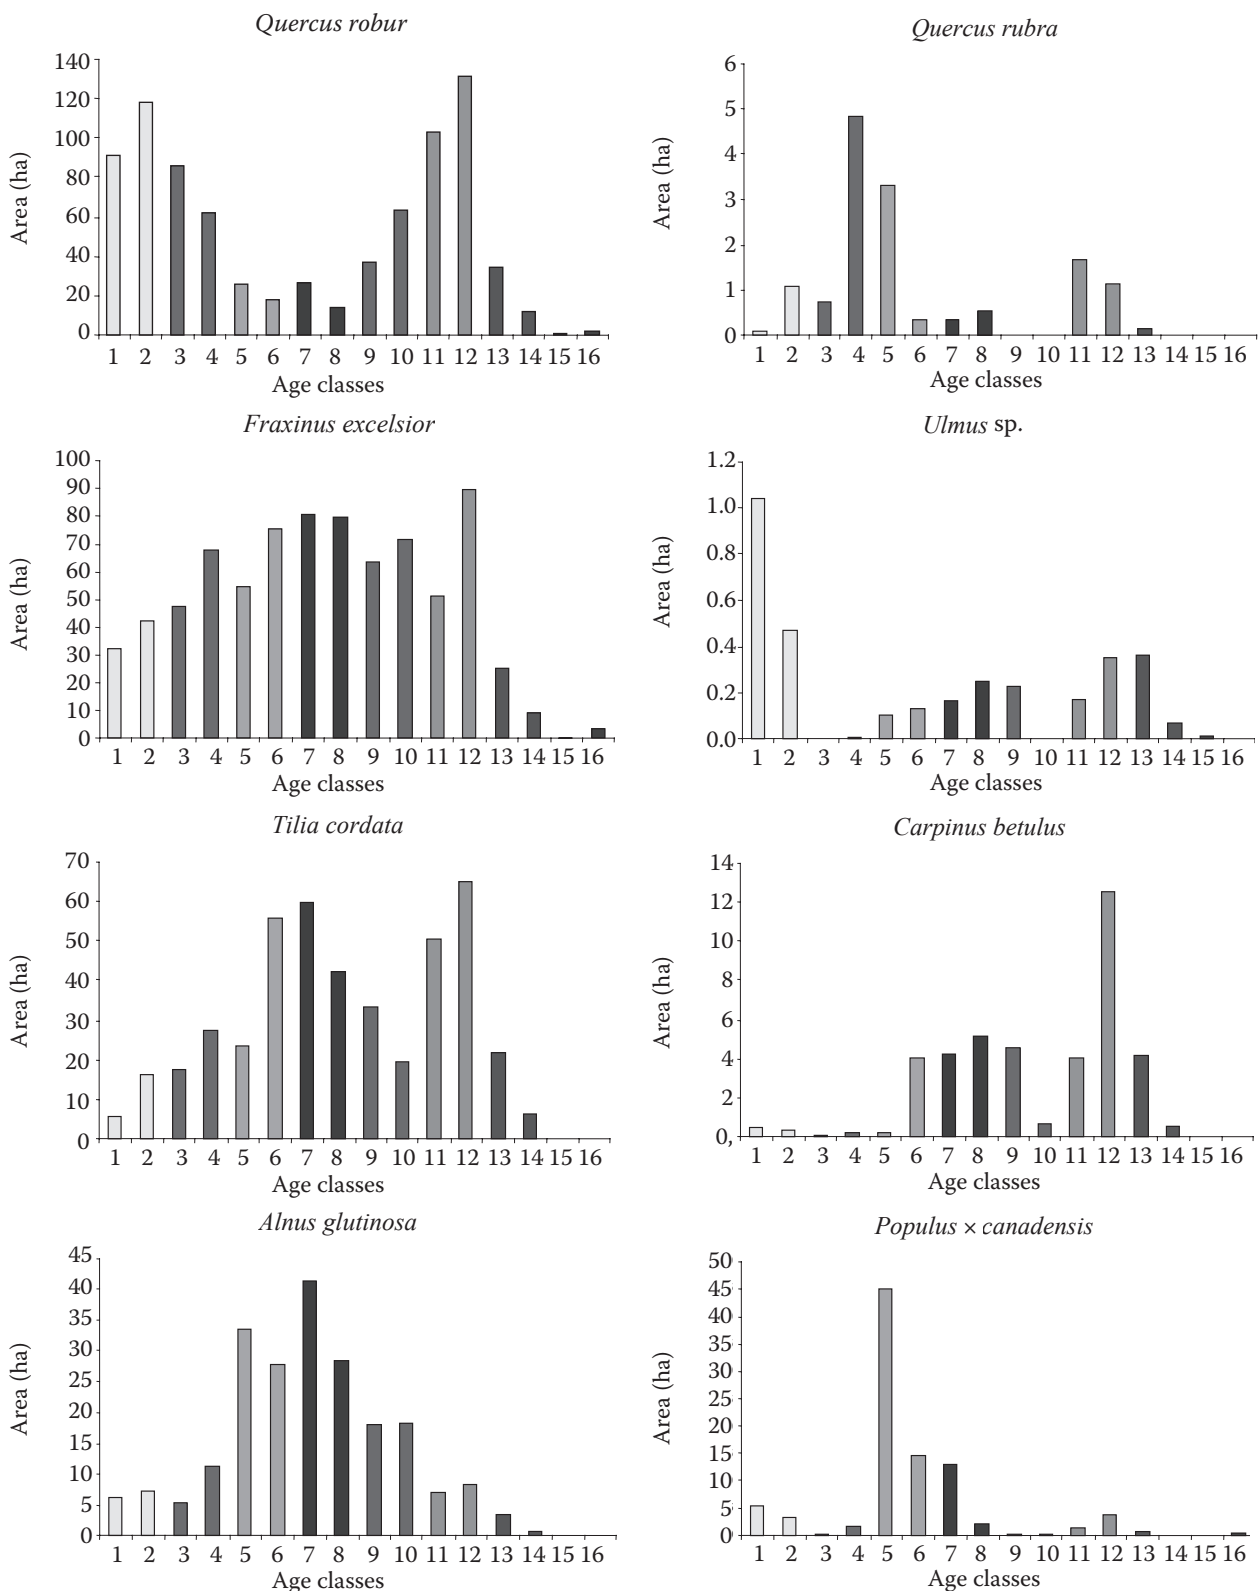 Quercus robur
140
120
100
80
60
40
20
0
Area (ha)
1 2 3 4 5 6 7 8 9 10 11 12 13 14 15 16
Age classes
Quercus rubra
6
5
4
3
2
1
0
Area (ha)
1 2 3 4 5 6 7 8 9 10 11 12 13 14 15 16
Age classes
Fraxinus excelsior
100
90
80
70
60
50
40
30
20
10
0
Area (ha)
1 2 3 4 5 6 7 8 9 10 11 12 13 14 15 16
Age classes
Ulmus sp.
1.2
1.0
0.8
0.6
0.4
0.2
0.0
Area (ha)
1 2 3 4 5 6 7 8 9 10 11 12 13 14 15 16
Age classes
Tilia cordata
70
60
50
40
30
20
10
0
Area (ha)
1 2 3 4 5 6 7 8 9 10 11 12 13 14 15 16
Age classes
Carpinus betulus
14
12
10
8
6
4
2
0,
Area (ha)
1 2 3 4 5 6 7 8 9 10 11 12 13 14 15 16
Age classes
Alnus glutinosa
45
40
35
30
25
20
15
10
5
0
Area (ha)
1 2 3 4 5 6 7 8 9 10 11 12 13 14 15 16
Age classes
Populus × canadensis
50
45
40
35
30
25
20
15
10
5
0
Area (ha)
1 2 3 4 5 6 7 8 9 10 11 12 13 14 15 16
Age classes